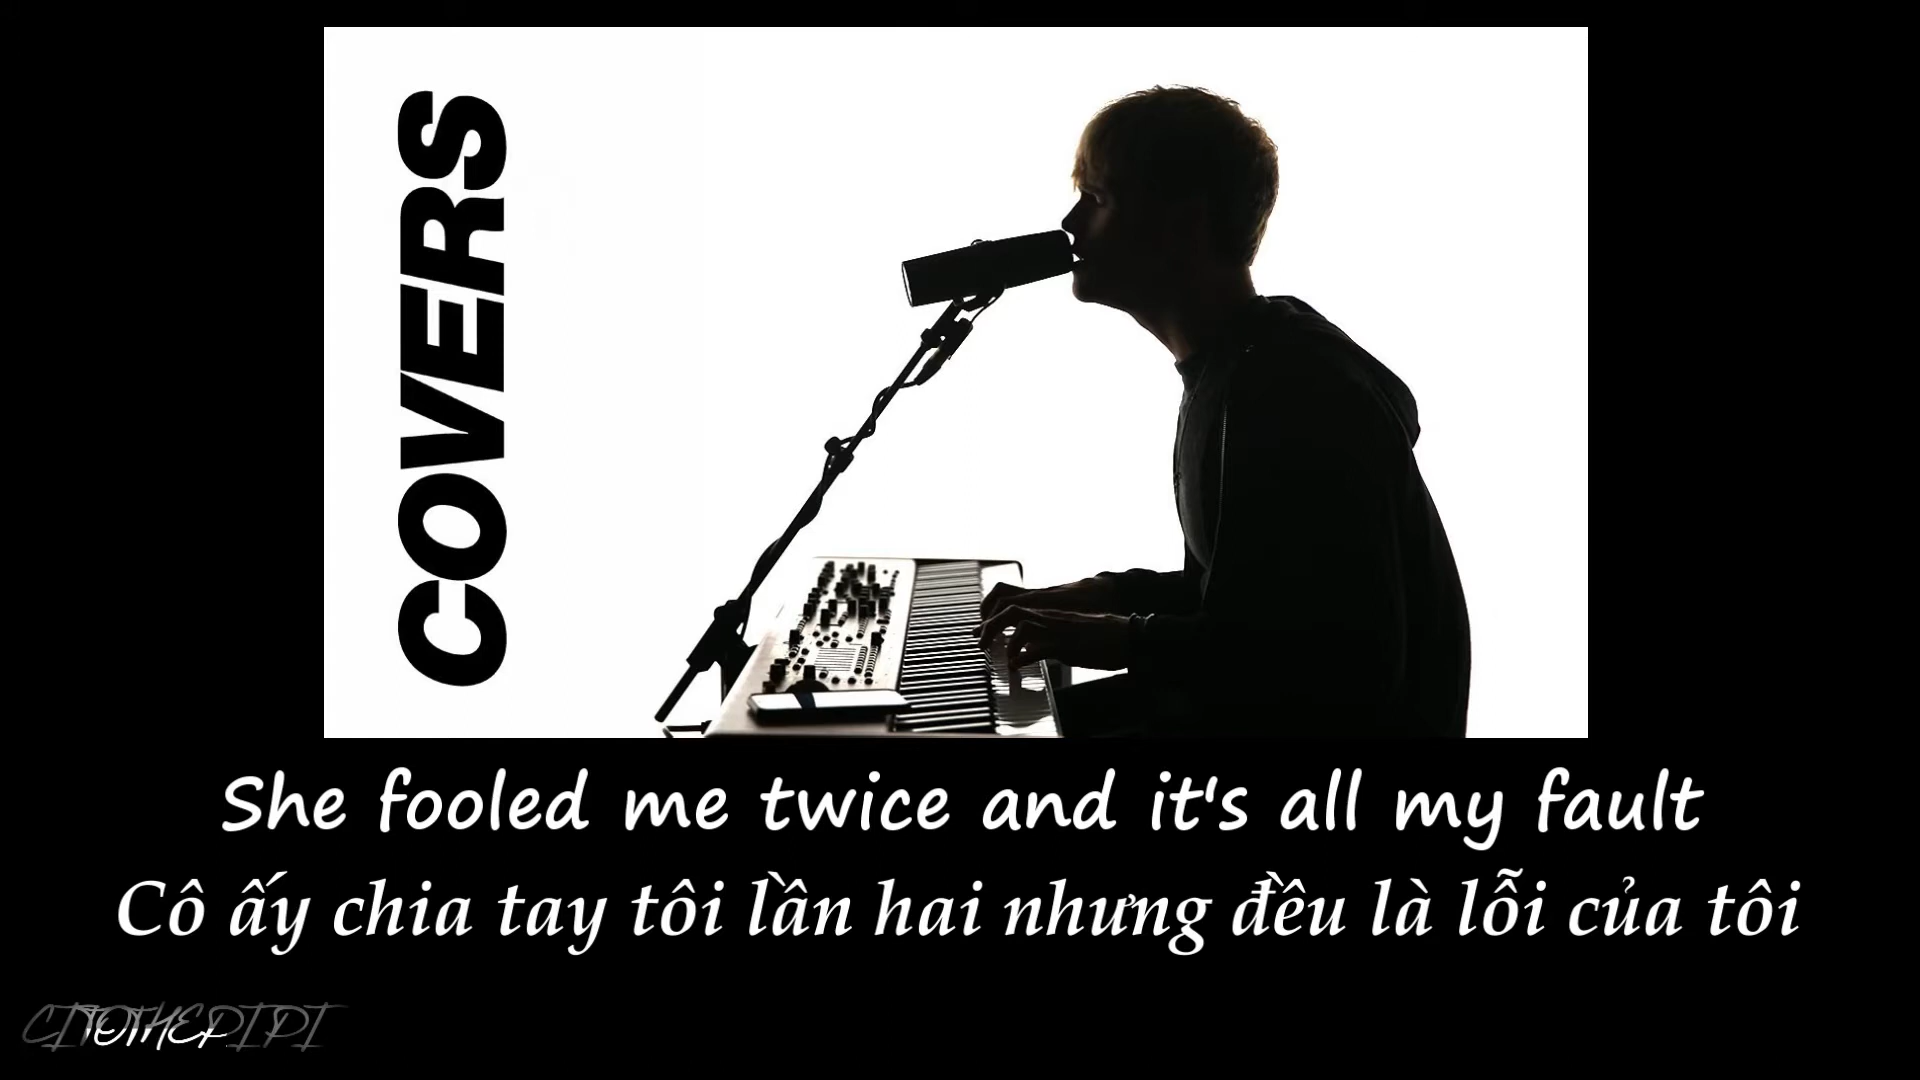 COVERS
She fooled me twice and it's all my fault
Cô ấy chia tay tôi lần hai nhưng đều là lỗi của tôi